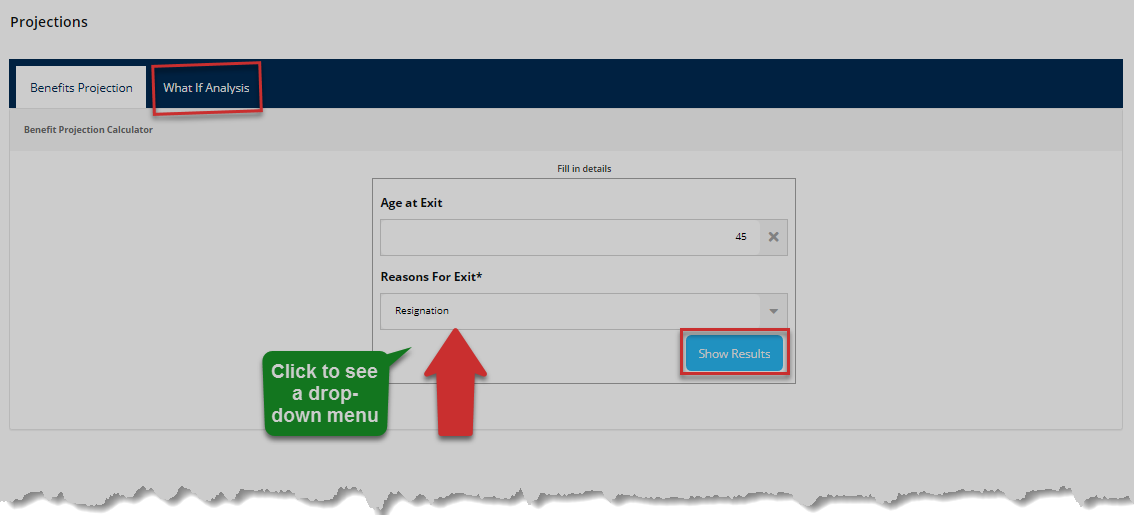 Projections
Benefits Projection
What If Analysis
Benefit Projection Calculator
Fill in details
Age at Exit
45
Reasons For Exit*
Resignation
Show Results
Click to see
a drop-
down menu